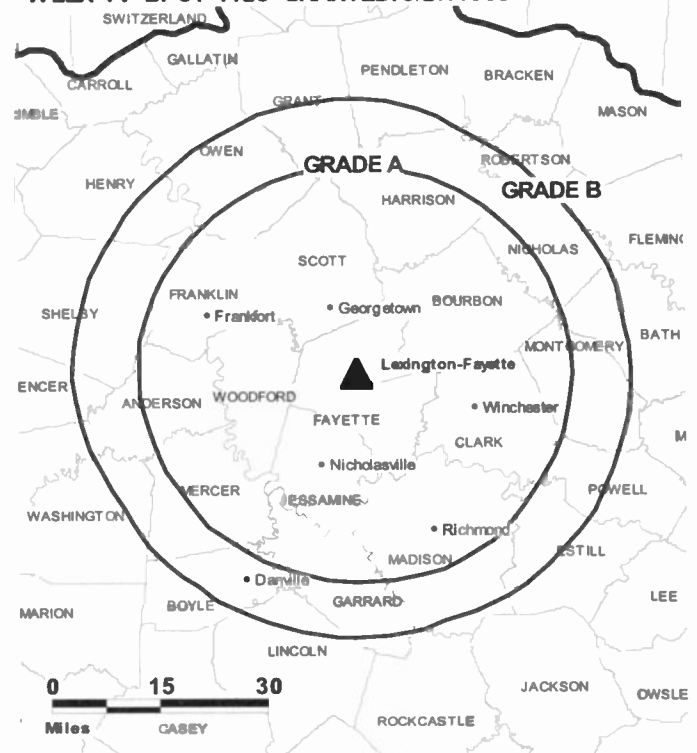 SWITZERLAND
GALLATIN
PENDLETON
BRACKEN
CARROLL
GRANT
MASON
OWEN
ROBERTSON
GRADE A
HENRY
GRADE B
HARRISON
NICHOLAS
SCOTT
FRANKLIN
BOURBON
Georgetown
Frankfort
SHELBY
BATH
MONTGOMERY
Lexington-Fayette
WOODFORD
ANDERSON
Winchester
FAYETTE
CLARK
Nicholasville
MERCER
POWELL
WASHINGTON
Richmond
MADISON
Danville
LEE
GARRARD
BOYLE
MARION
LINCOLN
0 15 30
JACKSON
Miles
CASEY
ROCKCASTLE